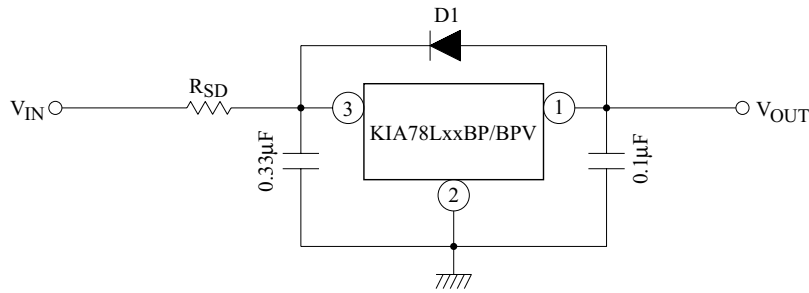 D1
RSD
VIN
3
KIA78LxxBP/BPV
1
VOUT
0.33μF
2
0.1μF